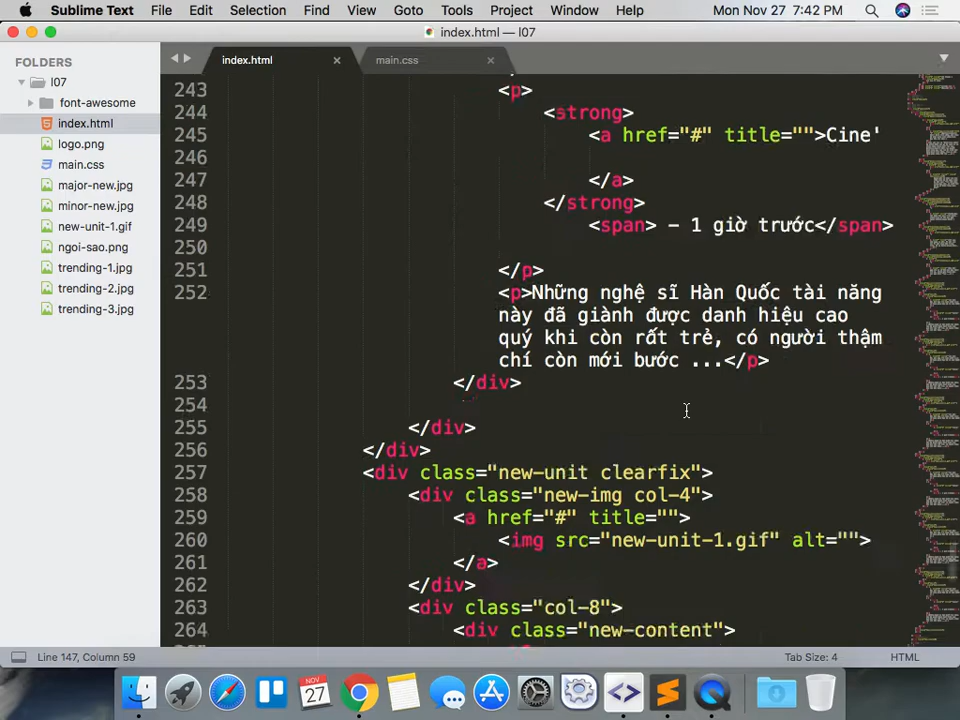 Sublime Text File Edit Selection Find View Goto Tools Project Window Help Mon Nov 27 7:42 PM
index.html — l07
FOLDERS
l07
font-awesome
index.html
logo.png
main.css
major-new.jpg
minor-new.jpg
new-unit-1.gif
ngoi-sao.png
trending-1.jpg
trending-2.jpg
trending-3.jpg
index.html × main.css ×
243 <p>
244 <strong>
245 <a href="#" title="">Cine'
246
247 </a>
248 </strong>
249 <span> - 1 giờ trước</span>
250
251 </p>
252 <p>Những nghệ sĩ Hàn Quốc tài năng
này đã giành được danh hiệu cao
quý khi còn rất trẻ, có người thậm
chí còn mới bước ...</p>
253 </div>
254
255 </div>
256 </div>
257 <div class="new-unit clearfix">
258 <div class="new-img col-4">
259 <a href="#" title="">
260 <img src="new-unit-1.gif" alt="">
261 </a>
262 </div>
263 <div class="col-8">
264 <div class="new-content">
Line 147, Column 59 Tab Size: 4 HTML
NOV
27